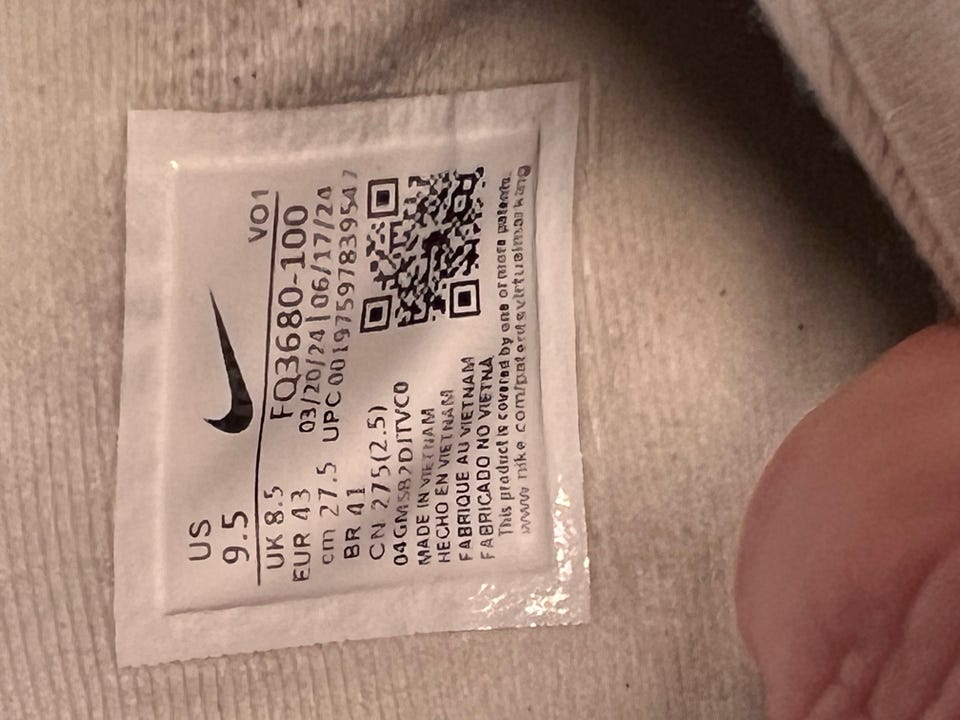 US
9.5
VO1
UK 8.5
EUR 43
cm 27.5
BR 41
CN 275(2.5)
FQ3680-100
03/20/24|06/17/24
UPC 00197597839547
04GMS82DJTVC0
MADE IN VIETNAM
HECHO EN VIETNAM
FABRIQUE AU VIETNAM
FABRICADO NO VIETNA
This product is covered by one or more patents.
www.nike.com/patentsvirtualmarking